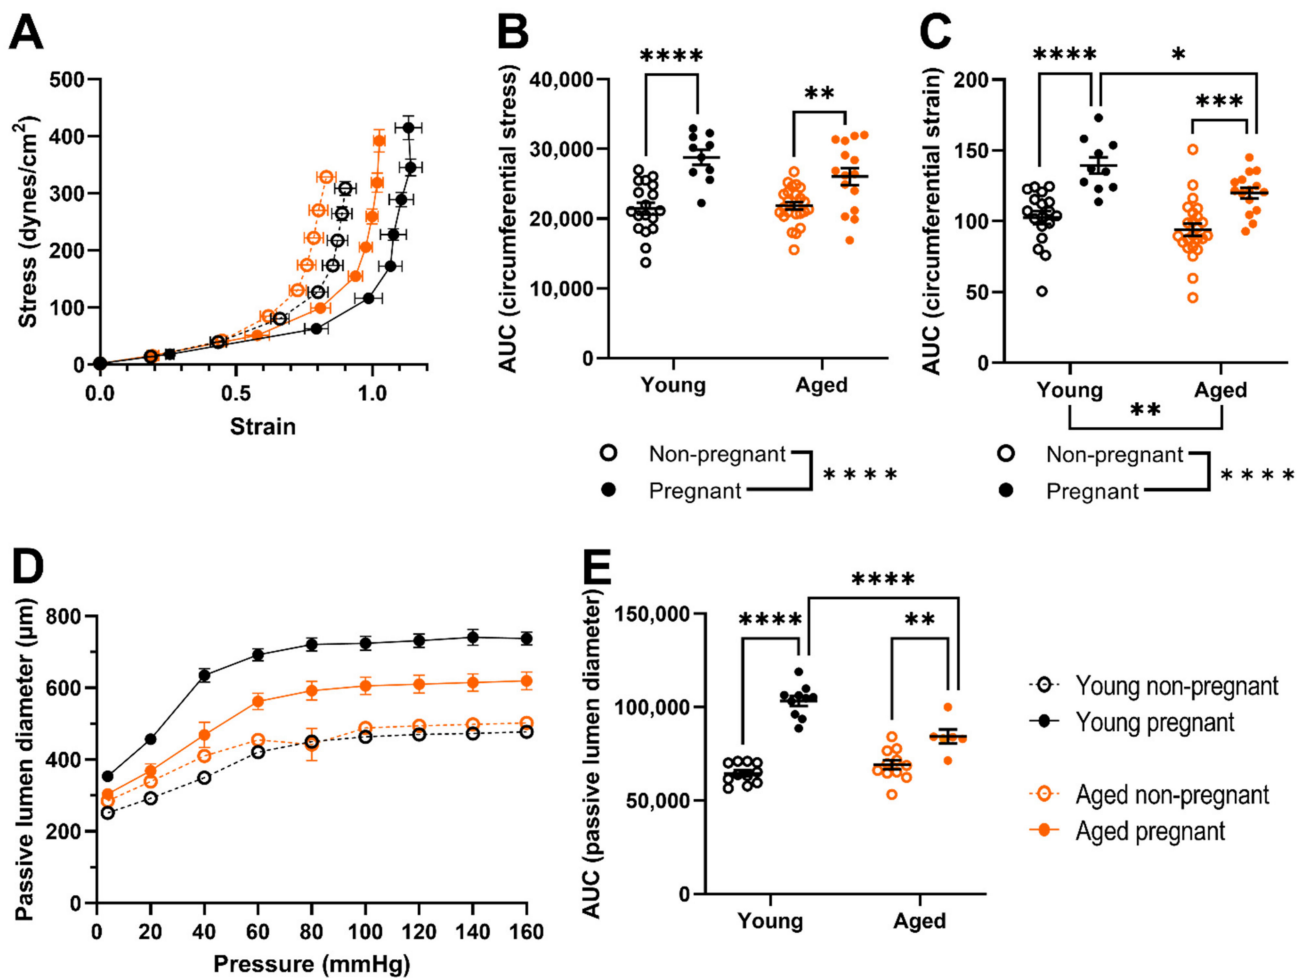 A
Stress (dynes/cm²)
500
400
300
200
100
0
0.0 0.5 1.0
Strain
B
AUC (circumferential stress)
**** **
40,000
30,000
20,000
10,000
0
Young Aged
Non-pregnant
Pregnant
****
C
AUC (circumferential strain)
**** *
***
200
150
100
50
0
Young Aged
**
Non-pregnant
Pregnant
****
D
Passive lumen diameter (µm)
800
600
400
200
0
0 20 40 60 80 100 120 140 160
Pressure (mmHg)
E
AUC (passive lumen diameter)
****
**** **
150,000
100,000
50,000
0
Young Aged
Young non-pregnant
Young pregnant
Aged non-pregnant
Aged pregnant